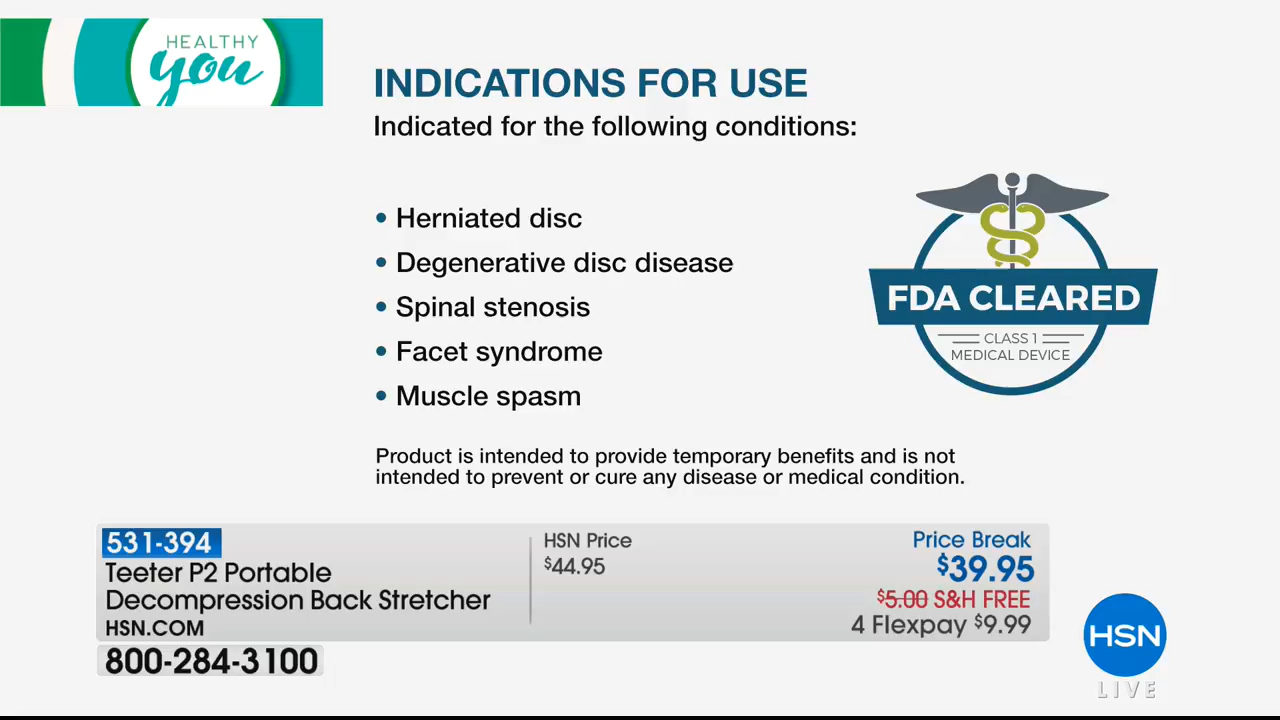 HEALTHY
you
INDICATIONS FOR USE
Indicated for the following conditions:
• Herniated disc
• Degenerative disc disease
• Spinal stenosis
• Facet syndrome
• Muscle spasm
FDA CLEARED
CLASS 1
MEDICAL DEVICE
Product is intended to provide temporary benefits and is not
intended to prevent or cure any disease or medical condition.
531-394
Teeter P2 Portable
Decompression Back Stretcher
HSN.COM
800-284-3100
HSN Price
$44.95
Price Break
$39.95
$5.00 S&H FREE
4 Flexpay $9.99
HSN
LIVE